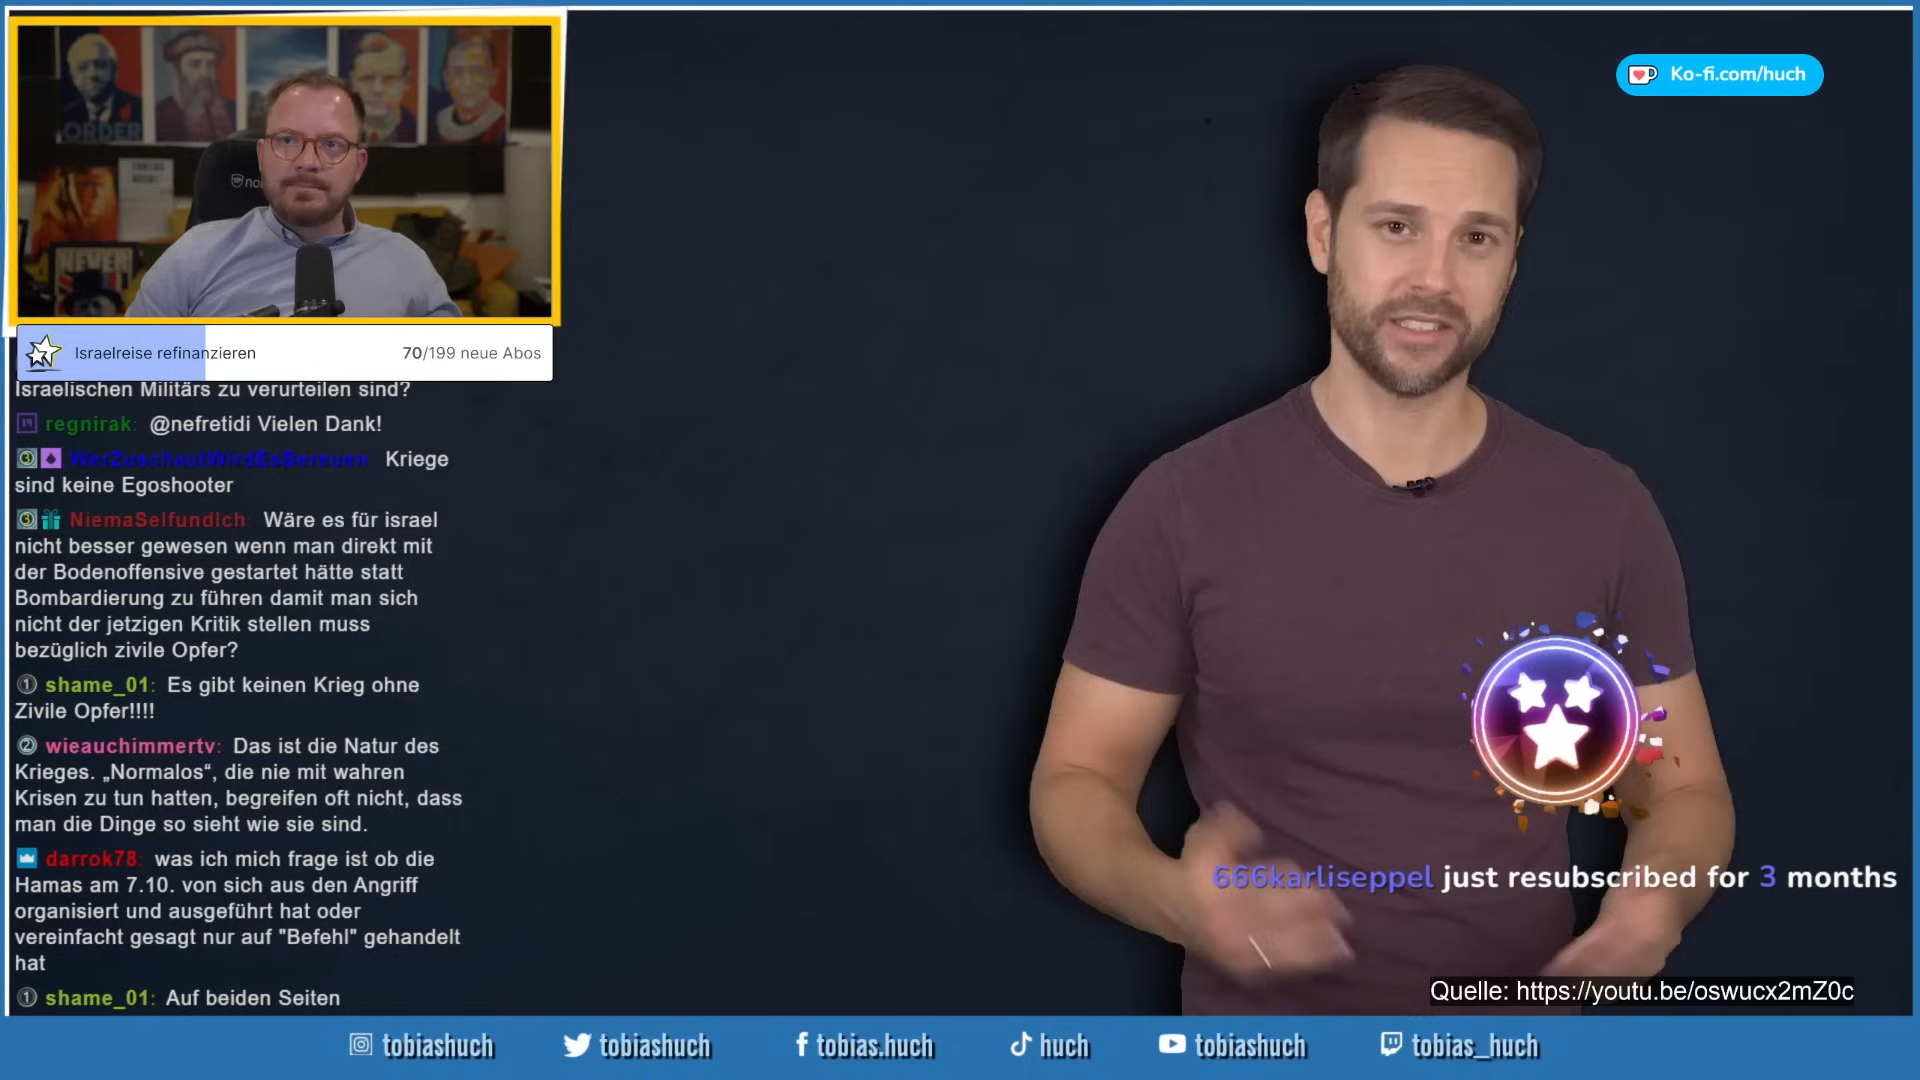 ORDER
NEVER
Ko-fi.com/huch
Israelreise refinanzieren
70/199 neue Abos
Israelischen Militärs zu verurteilen sind?
regnirak: @nefretidi Vielen Dank!
WerZuschautWirdEsBereuen: Kriege
sind keine Egoshooter
NiemaSelfundIch: Wäre es für israel
nicht besser gewesen wenn man direkt mit
der Bodenoffensive gestartet hätte statt
Bombardierung zu führen damit man sich
nicht der jetzigen Kritik stellen muss
bezüglich zivile Opfer?
shame_01: Es gibt keinen Krieg ohne
Zivile Opfer!!!!
wieauchimmertv: Das ist die Natur des
Krieges. „Normalos“, die nie mit wahren
Krisen zu tun hatten, begreifen oft nicht, dass
man die Dinge so sieht wie sie sind.
darrok78: was ich mich frage ist ob die
Hamas am 7.10. von sich aus den Angriff
organisiert und ausgeführt hat oder
vereinfacht gesagt nur auf "Befehl" gehandelt
hat
shame_01: Auf beiden Seiten
666karliseppel just resubscribed for 3 months
Quelle: https://youtu.be/oswucx2mZ0c
tobiashuch
tobiashuch
tobias.huch
huch
tobiashuch
tobias_huch